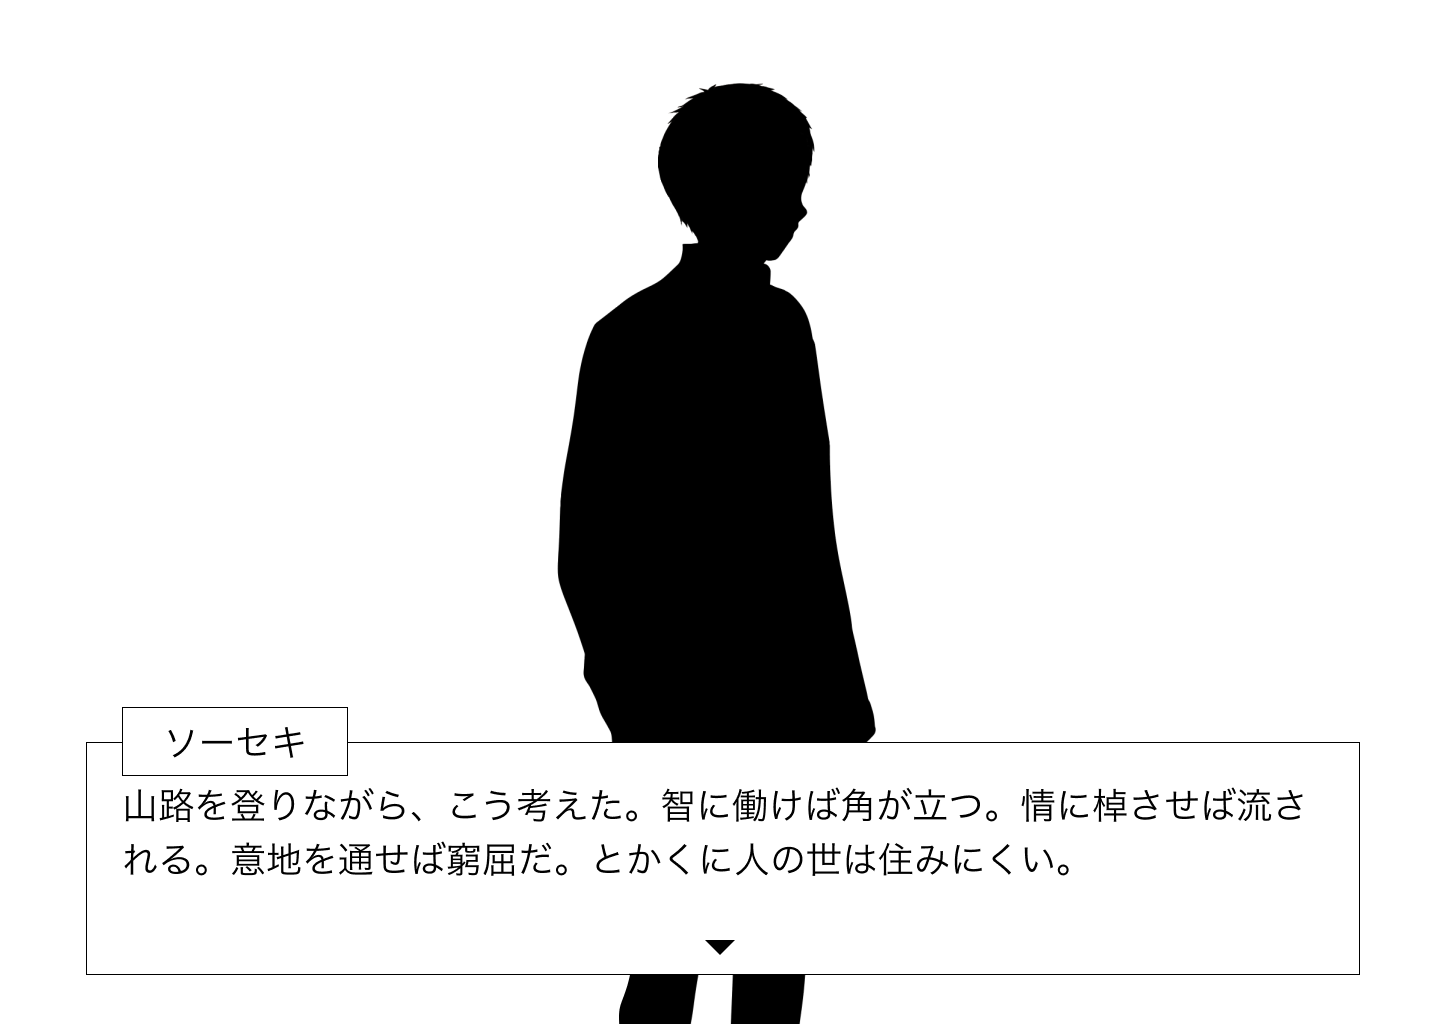 ソーセキ
山路を登りながら、こう考えた。智に働けば角が立つ。情に棹させば流さ
れる。意地を通せば窮屈だ。とかくに人の世は住みにくい。